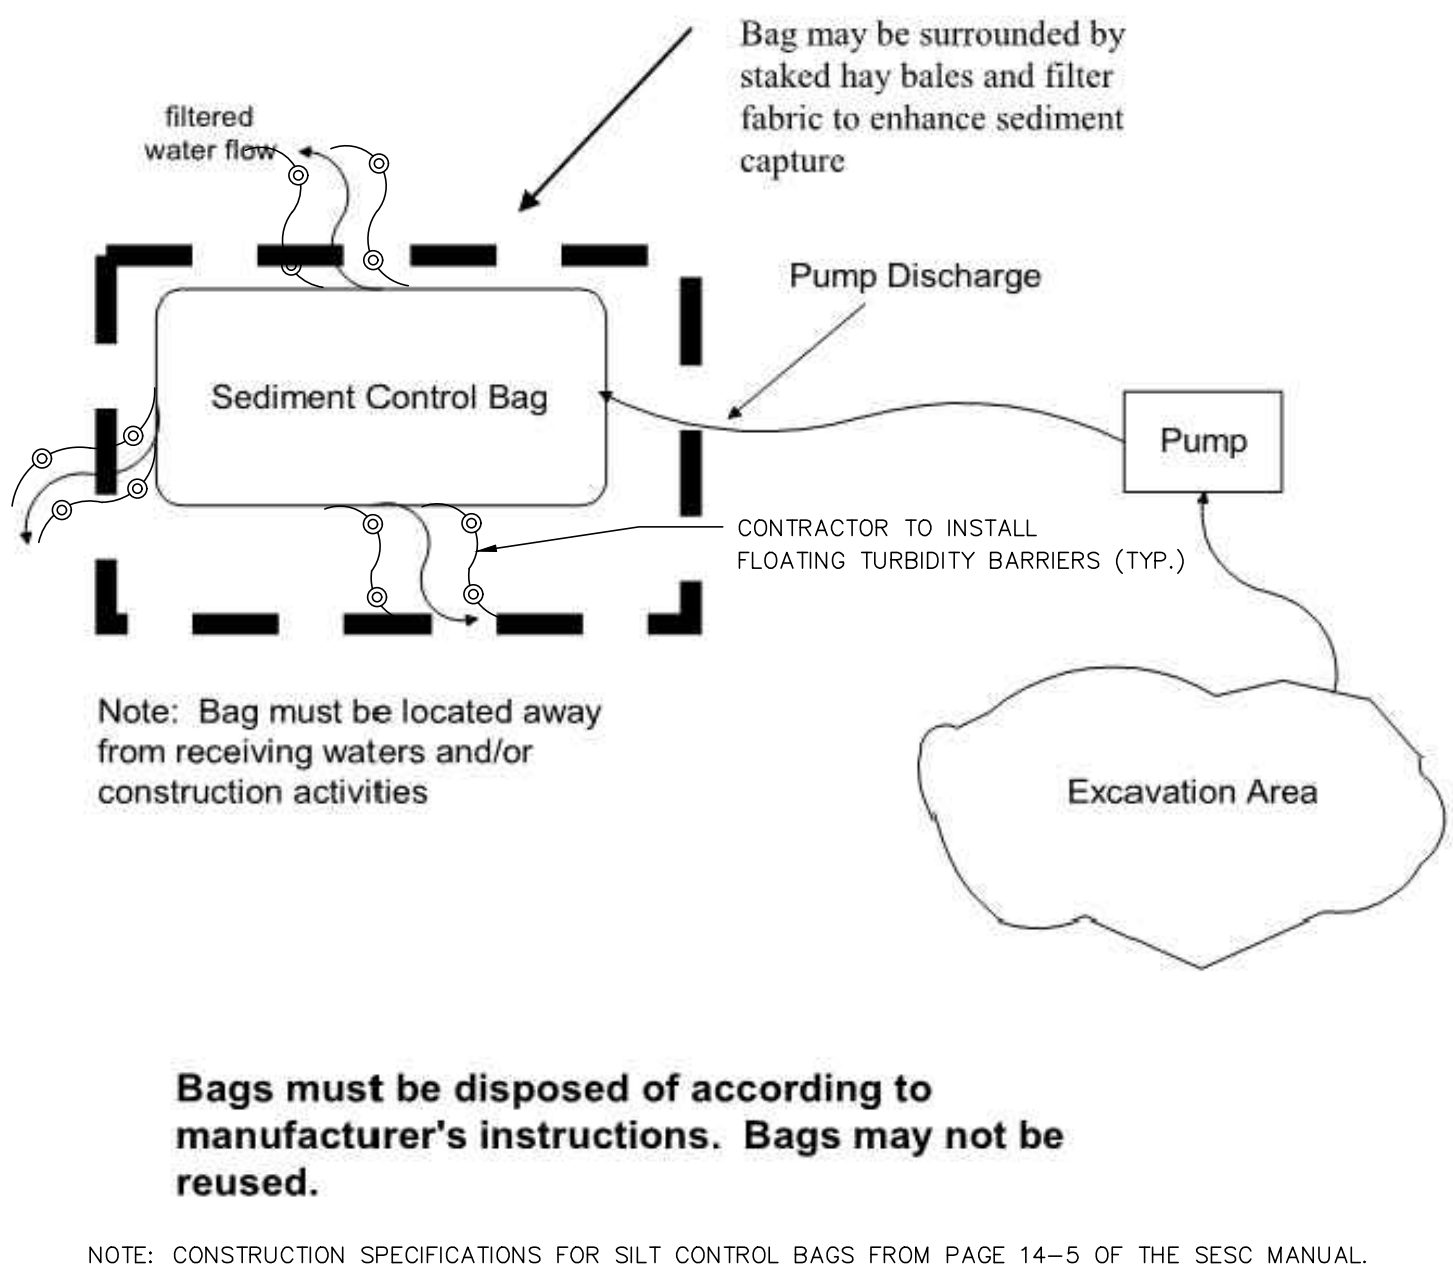 Bag may be surrounded by
staked hay bales and filter
fabric to enhance sediment
capture
filtered
water flow
Pump Discharge
Sediment Control Bag
Pump
CONTRACTOR TO INSTALL
FLOATING TURBIDITY BARRIERS (TYP.)
Note:  Bag must be located away
from receiving waters and/or
construction activities
Excavation Area
Bags must be disposed of according to
manufacturer's instructions.  Bags may not be
reused.
NOTE:  CONSTRUCTION SPECIFICATIONS FOR SILT CONTROL BAGS FROM PAGE 14–5 OF THE SESC MANUAL.